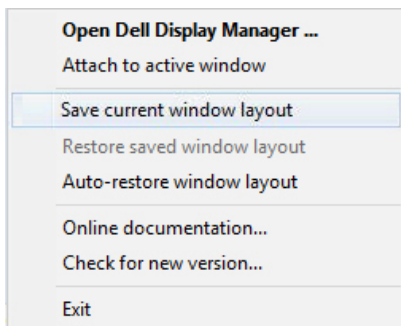 Open Dell Display Manager ...
Attach to active window
Save current window layout
Restore saved window layout
Auto-restore window layout
Online documentation...
Check for new version...
Exit